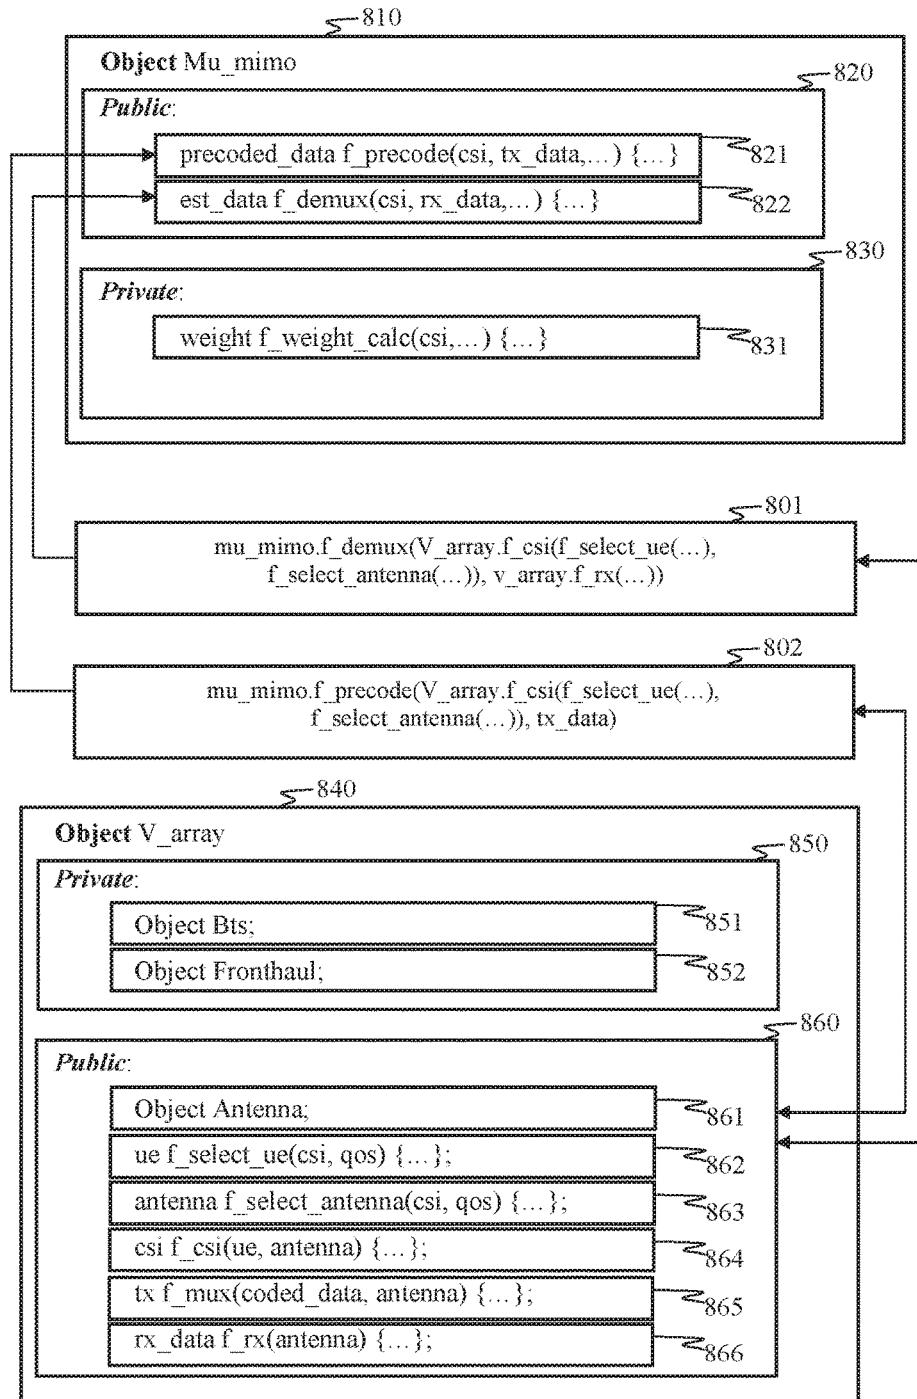 810
Object Mu_mimo
820
Public:
precoded_data f_precode(csi, tx_data,...) {...}
821
est_data f_demux(csi, rx_data,...) {...}
822
830
Private:
weight f_weight_calc(csi,...) {...}
831
801
mu_mimo.f_demux(V_array.f_csi(f_select_ue(...),
f_select_antenna(...)), v_array.f_rx(...))
802
mu_mimo.f_precode(V_array.f_csi(f_select_ue(...),
f_select_antenna(...)), tx_data)
840
Object V_array
850
Private:
Object Bts;
851
Object Fronthaul;
852
860
Public:
Object Antenna;
861
ue f_select_ue(csi, qos) {...};
862
antenna f_select_antenna(csi, qos) {...};
863
csi f_csi(ue, antenna) {...};
864
tx f_mux(coded_data, antenna) {...};
865
rx_data f_rx(antenna) {...};
866